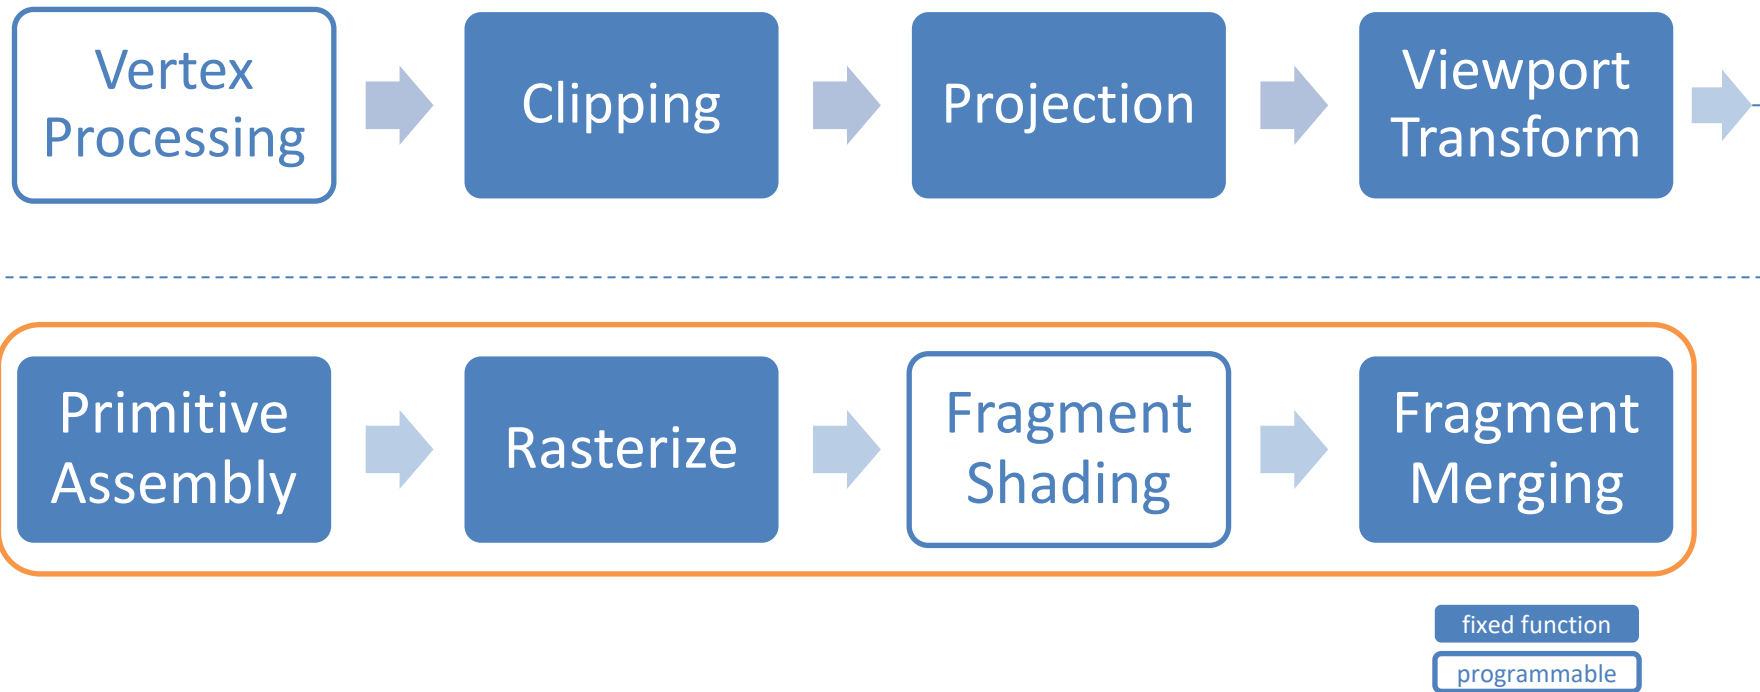 Vertex
Processing
Clipping
Projection
Viewport
Transform
Primitive
Assembly
Rasterize
Fragment
Shading
Fragment
Merging
fixed function
programmable